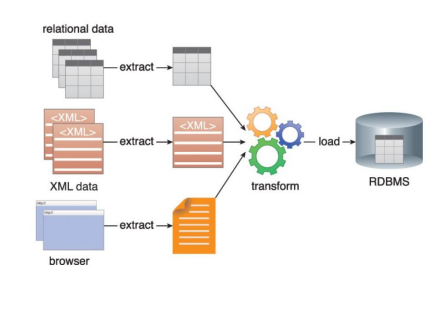 relational data
extract
<XML>
<XML>
extract
<XML>
XML data
transform
load
RDBMS
extract
browser